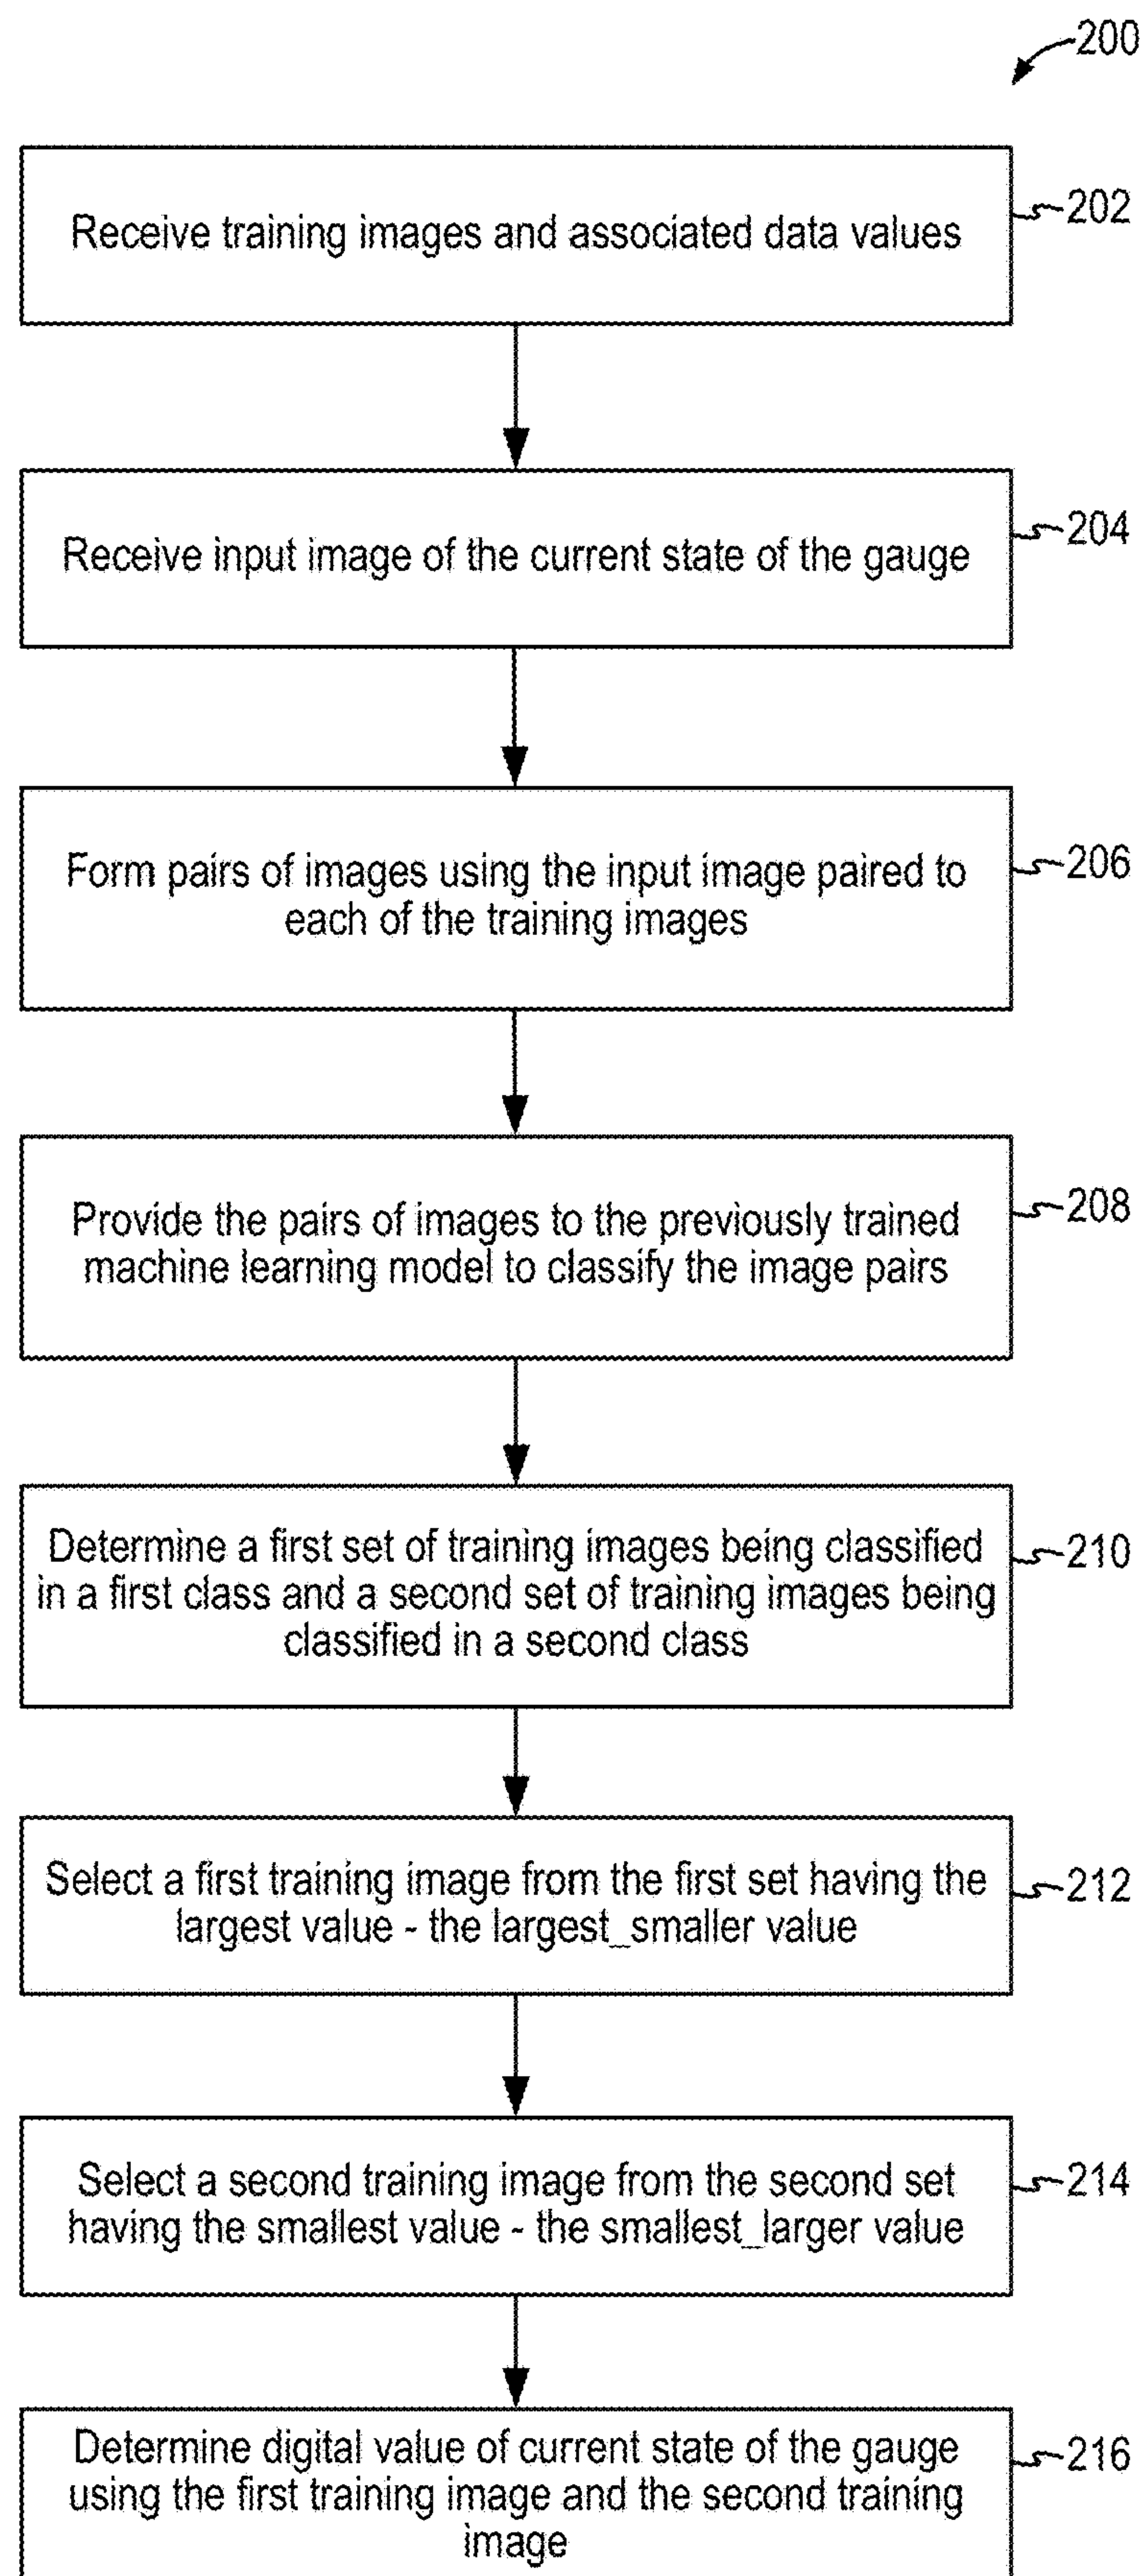 200
Receive training images and associated data values
202
Receive input image of the current state of the gauge
204
Form pairs of images using the input image paired to
each of the training images
206
Provide the pairs of images to the previously trained
machine learning model to classify the image pairs
208
Determine a first set of training images being classified
in a first class and a second set of training images being
classified in a second class
210
Select a first training image from the first set having the
largest value - the largest_smaller value
212
Select a second training image from the second set
having the smallest value - the smallest_larger value
214
Determine digital value of current state of the gauge
using the first training image and the second training
image
216